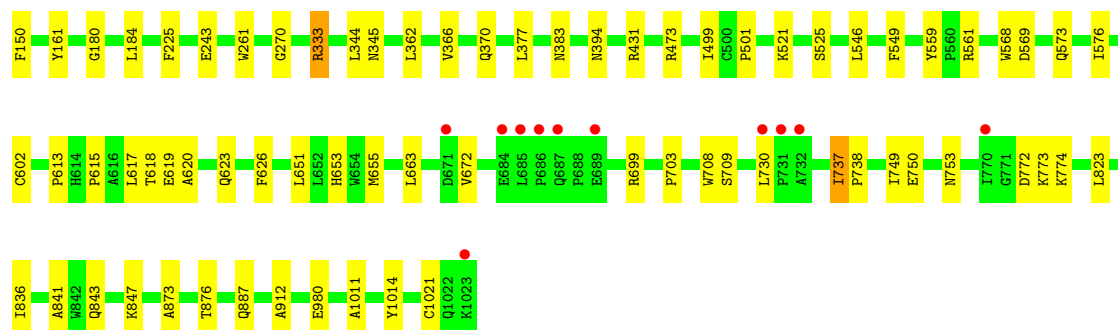 F150 Y161 G180 L184 F225 E243 W261 G270 R333 L344 N345 L362 V366 Q370 L377 N383 N394 R431 R473 I499 C500 P501 K521 S525 L546 F549 Y559 P560 R561 W568 D569 Q573 I576
C602 P613 H614 P615 A616 L617 T618 E619 A620 Q623 F626 L651 L652 H653 W654 M655 L663 D671 V672 E684 L685 P686 Q687 P688 E689 R699 P703 W708 S709 L730 P731 A732 I737 P738 I749 E750 N753 I770 G771 D772 K773 K774 L823
I836 A841 W842 Q843 K847 A873 T876 Q887 A912 E980 A1011 Y1014 C1021 Q1022 K1023